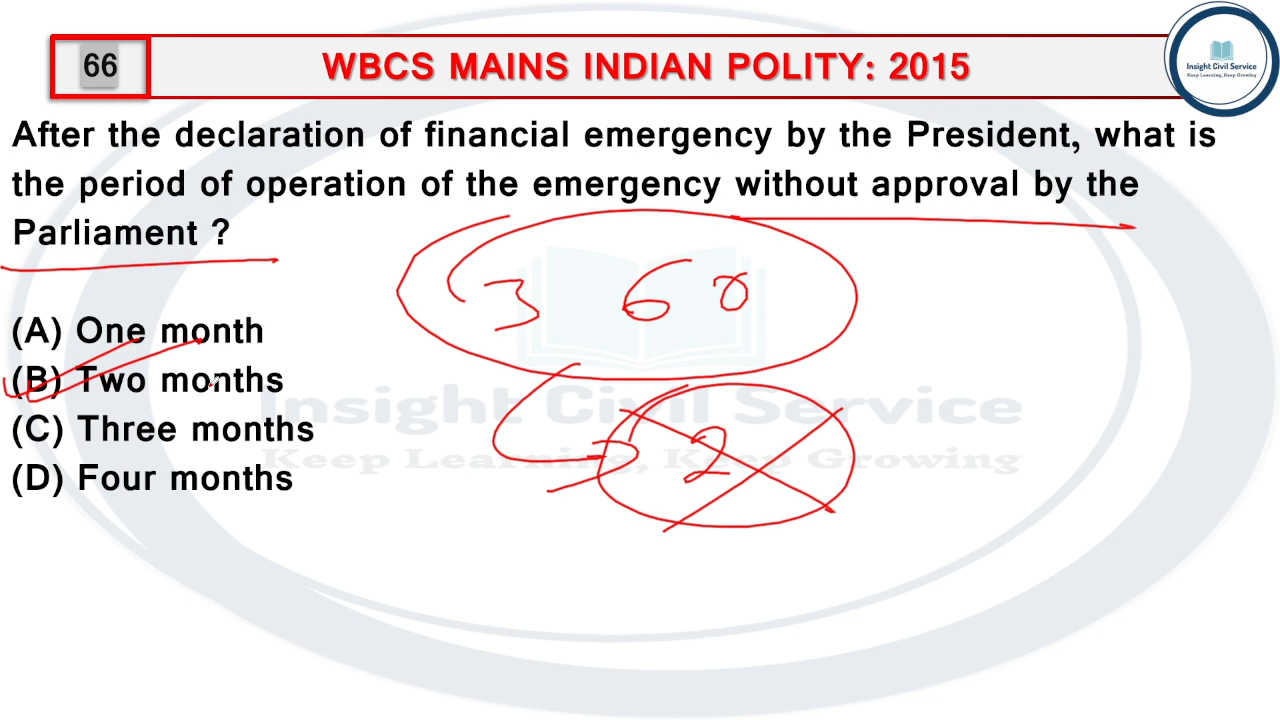 66
WBCS MAINS INDIAN POLITY: 2015
Insight Civil Service
Keep Learning, Keep Growing
After the declaration of financial emergency by the President, what is
the period of operation of the emergency without approval by the
Parliament ?
3 60
(A) One month
(B) Two months
Insight Civil Service
(C) Three months
2
Keep Learning, Keep Growing
(D) Four months